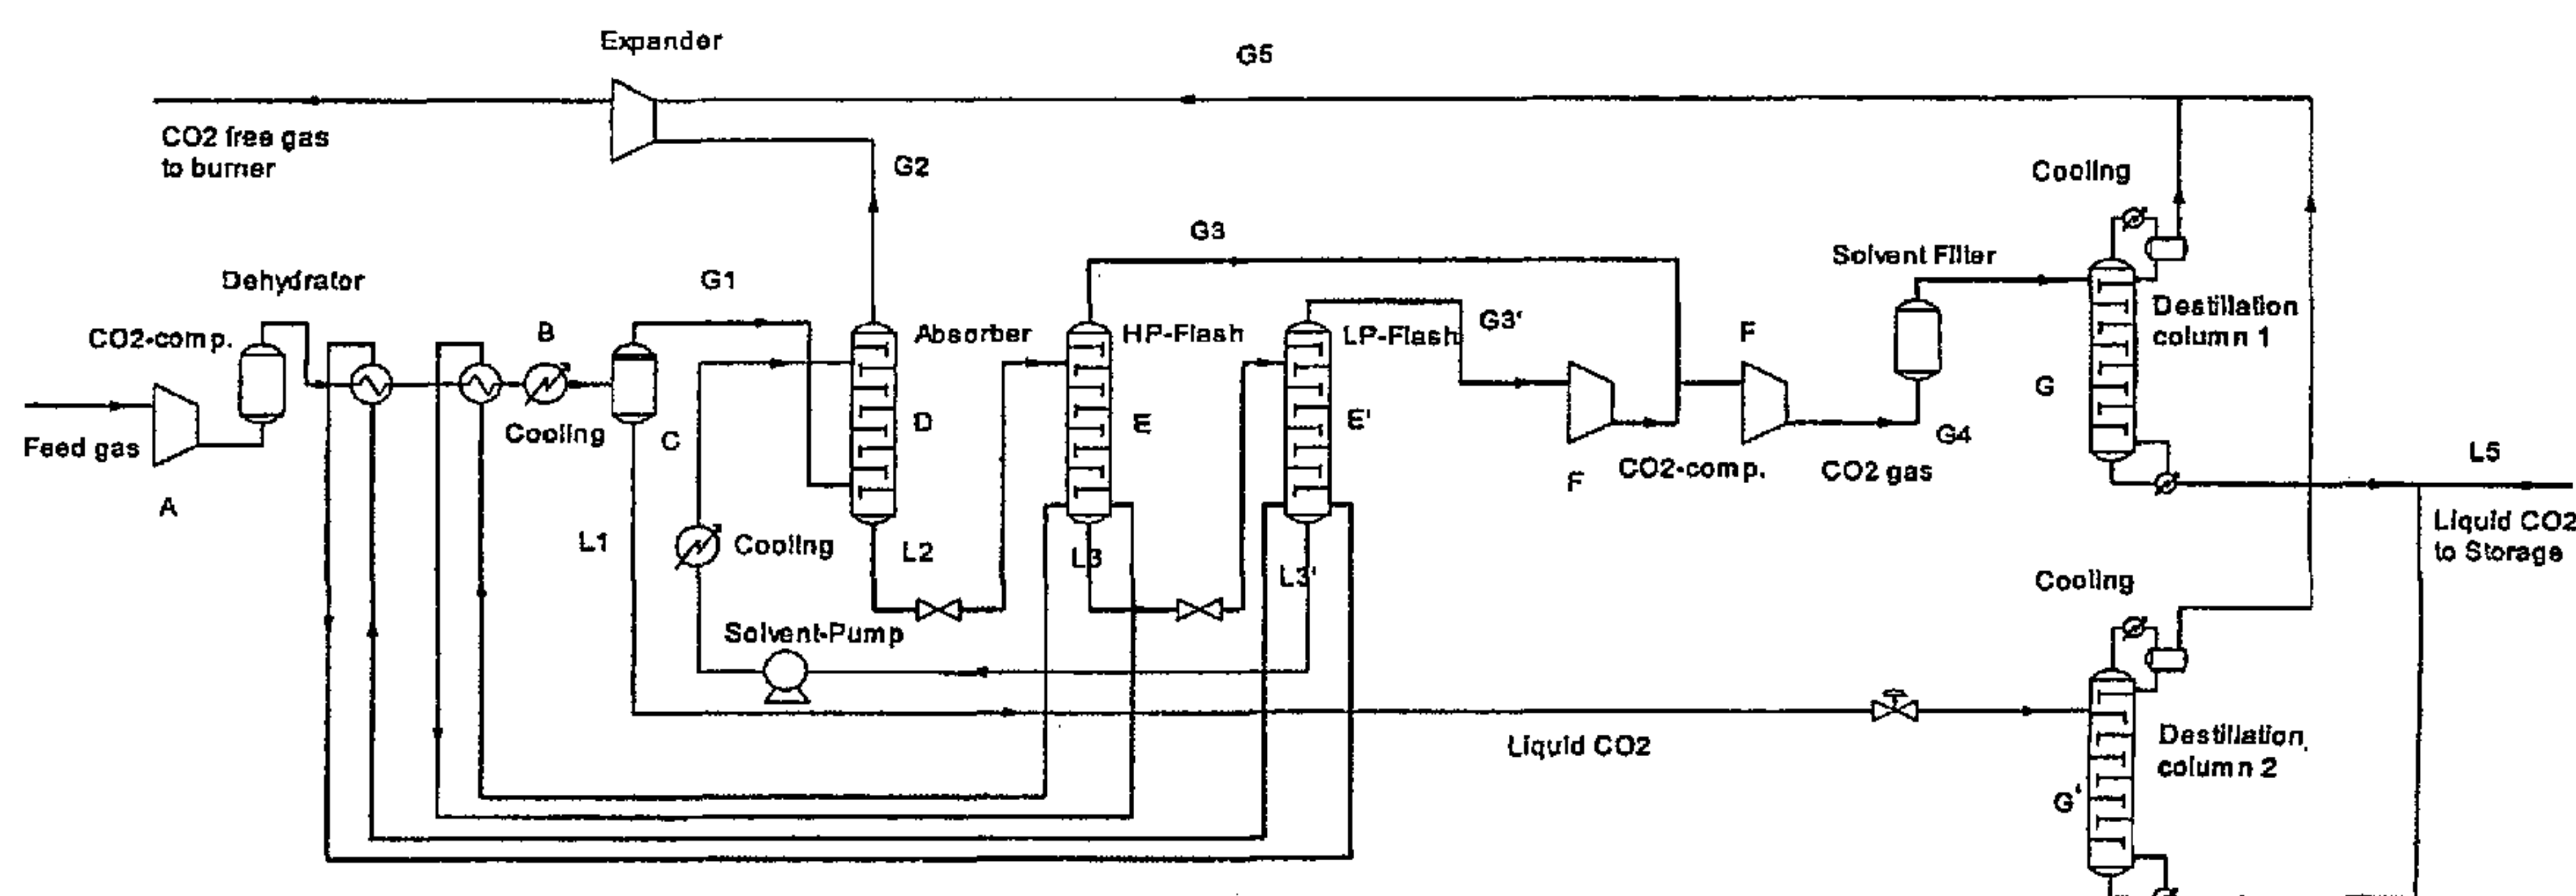 Expander
G5
CO2 free gas
to burner
G2
Cooling
G3
Solvent Filter
Dehydrator
G1
Destillation
column 1
CO2-comp.
B
Absorber
HP-Flash
LP-Flash
G3'
F
G
Feed gas
Cooling
C
D
E
E'
G4
A
F
CO2-comp.
CO2 gas
L5
L1
Cooling
L2
L3
L3'
Liquid CO2
to Storage
Cooling
Solvent-Pump
Liquid CO2
Destillation
column 2
G'